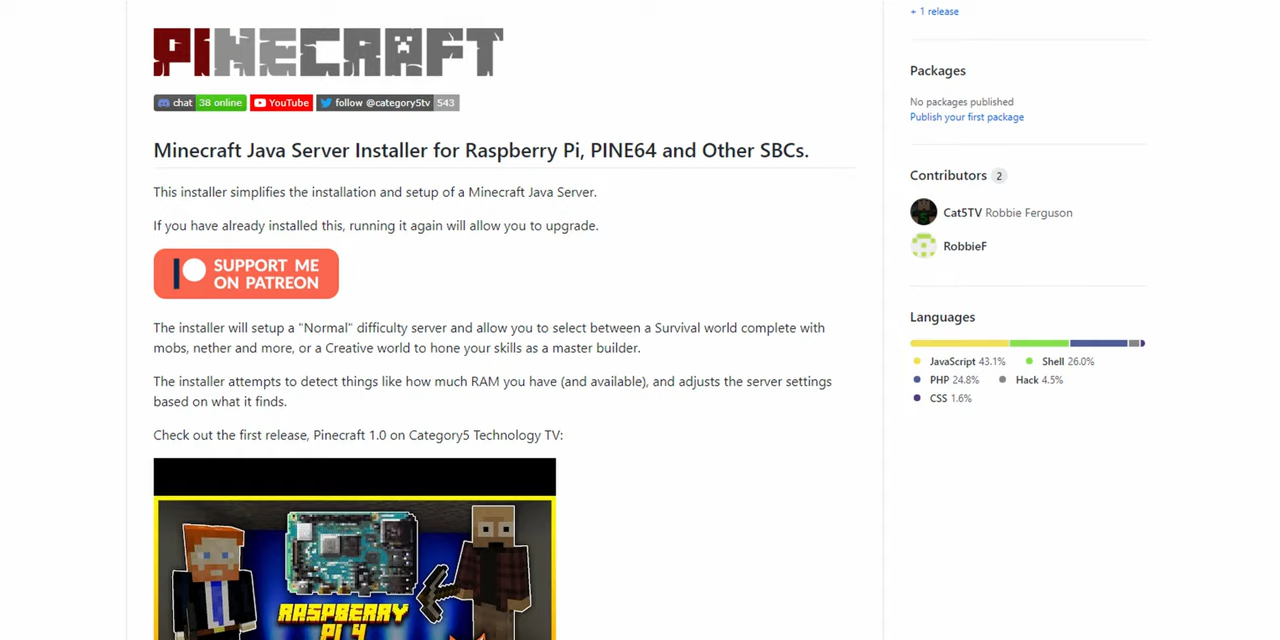 PINECRAFT
chat 38 online YouTube follow @category5tv 543
Minecraft Java Server Installer for Raspberry Pi, PINE64 and Other SBCs.
This installer simplifies the installation and setup of a Minecraft Java Server.
If you have already installed this, running it again will allow you to upgrade.
SUPPORT ME
ON PATREON
The installer will setup a "Normal" difficulty server and allow you to select between a Survival world complete with
mobs, nether and more, or a Creative world to hone your skills as a master builder.
The installer attempts to detect things like how much RAM you have (and available), and adjusts the server settings
based on what it finds.
Check out the first release, Pinecraft 1.0 on Category5 Technology TV:
RASPBERRY
PI 4
+ 1 release
Packages
No packages published
Publish your first package
Contributors 2
Cat5TV Robbie Ferguson
RobbieF
Languages
JavaScript 43.1% Shell 26.0%
PHP 24.8% Hack 4.5%
CSS 1.6%